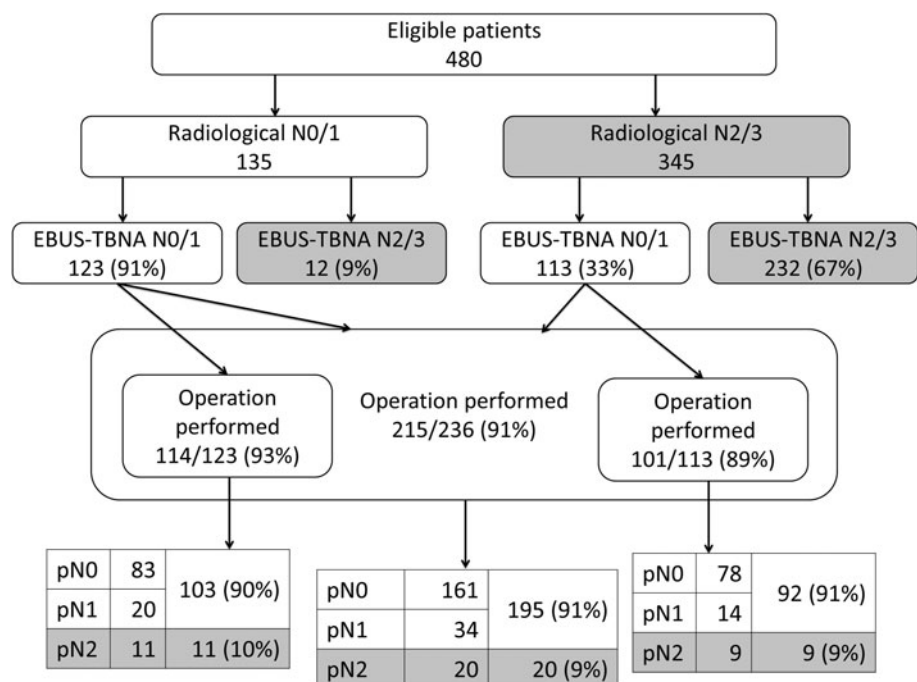 Eligible patients
480
Radiological N0/1
135
Radiological N2/3
345
EBUS-TBNA N0/1
123 (91%)
EBUS-TBNA N2/3
12 (9%)
EBUS-TBNA N0/1
113 (33%)
EBUS-TBNA N2/3
232 (67%)
Operation
performed
114/123 (93%)
Operation performed
215/236 (91%)
Operation
performed
101/113 (89%)
pN0 83
103 (90%)
pN1 20
pN2 11 11 (10%)
pN0 161
195 (91%)
pN1 34
pN2 20 20 (9%)
pN0 78
92 (91%)
pN1 14
pN2 9 9 (9%)